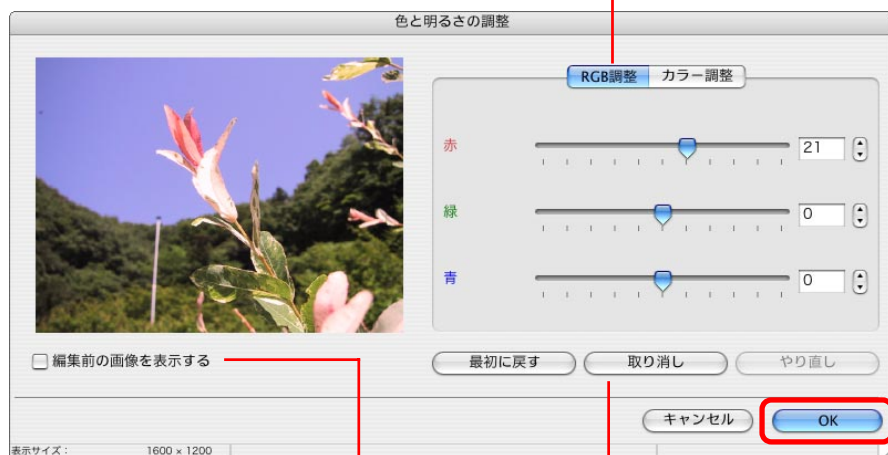 色と明るさの調整
RGB調整 カラー調整
赤 21
緑 0
青 0
編集前の画像を表示する
最初に戻す 取り消し やり直し
キャンセル OK
表示サイズ： 1600 × 1200